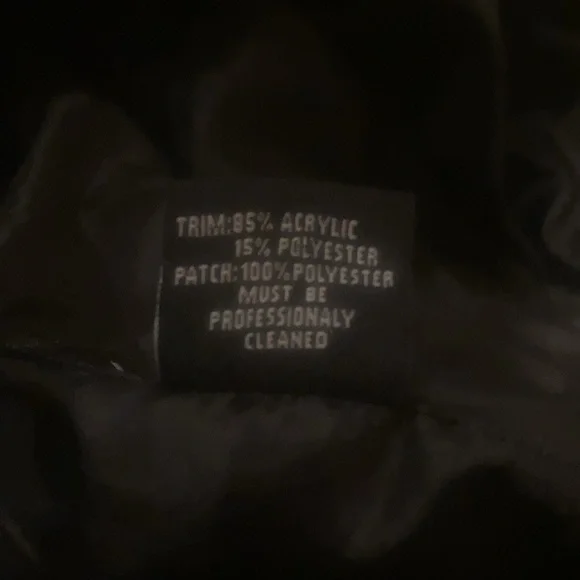 TRIM:85% ACRYLIC
15% POLYESTER
PATCH:100%POLYESTER
MUST BE
PROFESSIONALY
CLEANED